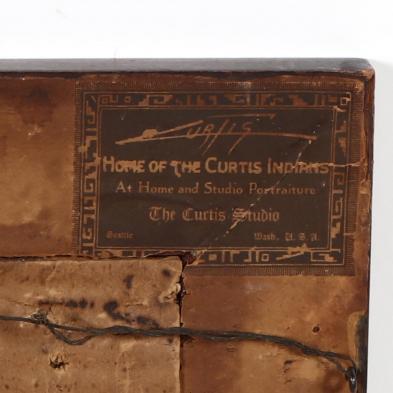 CURTIS
HOME OF THE CURTIS INDIANS
At Home and Studio Portraiture
The Curtis Studio
Seattle Wash, U.S.A.